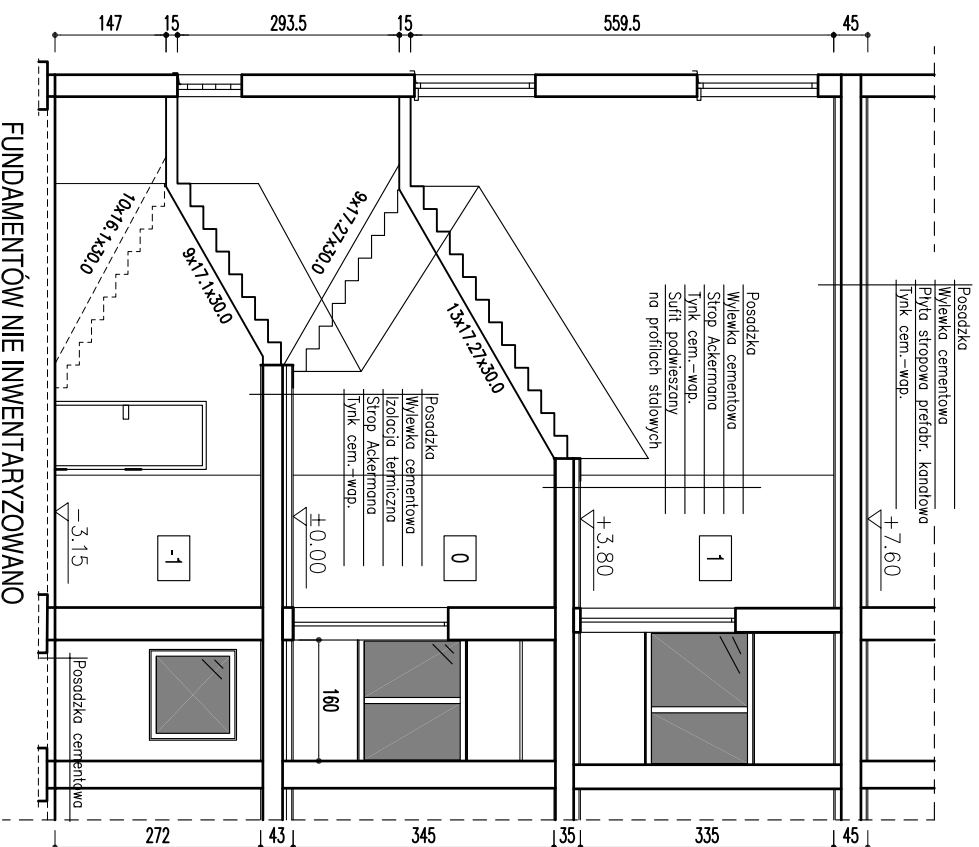 147
15
293.5
15
559.5
45
Posadzka
Wylewka cementowa
Płyta stropowa prefabr. kanałowa
Tynk cem.-wap.
Posadzka
Wylewka cementowa
Strop Ackermana
Tynk cem.-wap.
Sufit podwieszany
na profilach stalowych
Posadzka
Wylewka cementowa
Izolacja termiczna
Strop Ackermana
Tynk cem.-wap.
10x16.1x30.0
9x17.1x30.0
9x17.27x30.0
13x17.27x30.0
+7.60
+3.80
±0.00
-3.15
1
0
-1
160
Posadzka cementowa
272
43
345
35
335
45
FUNDAMENTÓW NIE INWENTARYZOWANO